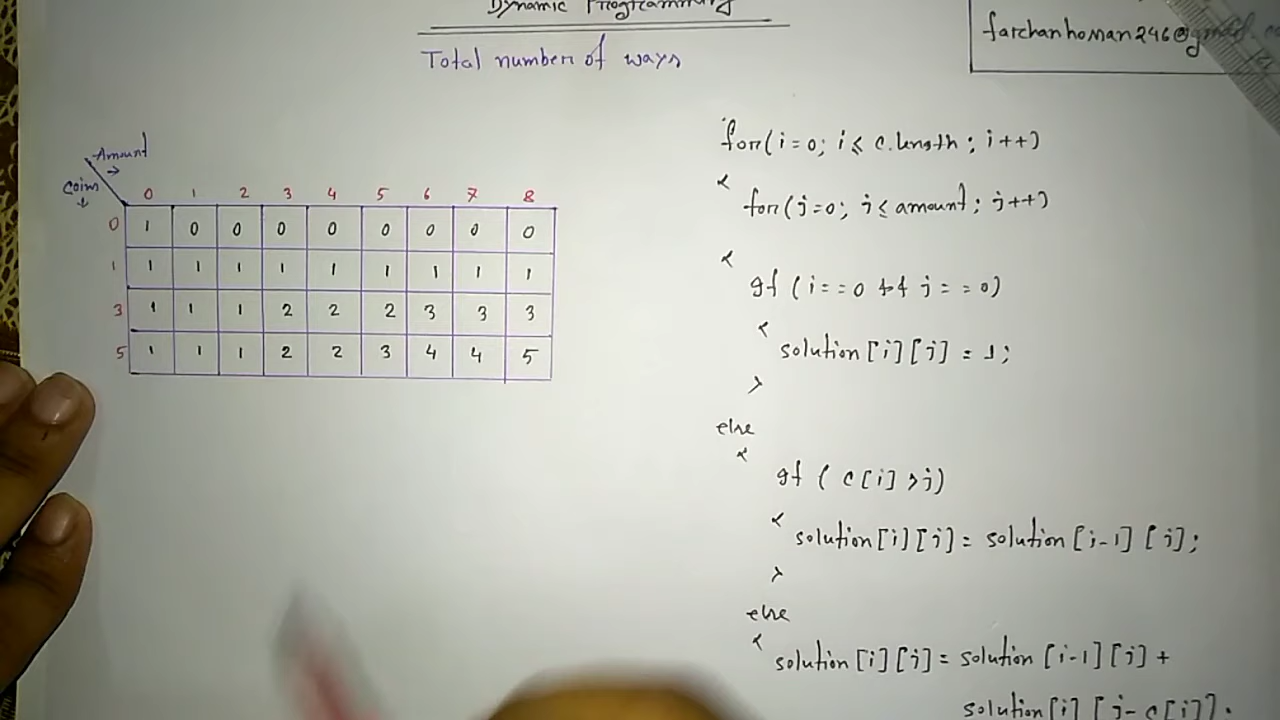 Dynamic Programming
Total number of ways
farhanhoman246@gmail.
Amount
→
Coins
↓
0 1 2 3 4 5 6 7 8
0 1 0 0 0 0 0 0 0 0
1 1 1 1 1 1 1 1 1 1
3 1 1 1 2 2 2 3 3 3
5 1 1 1 2 2 3 4 4 5
for(i=0; i< c.length; i++)
{
for(j=0; j≤amount; j++)
{
if (i==0 && j==0)
{
solution[i][j] = 1;
}
else
{
if (c[i]>j)
{
solution[i][j] = solution[i-1][j];
}
else
{
solution[i][j] = solution[i-1][j] +
solution[i][j-c[i]].